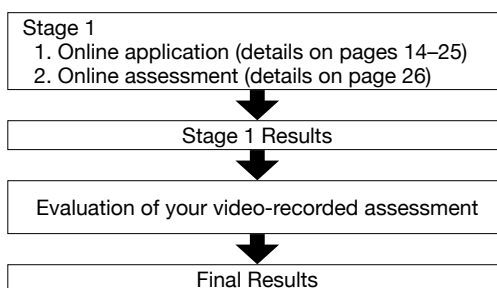 Stage 1
1. Online application (details on pages 14–25)
2. Online assessment (details on page 26)
Stage 1 Results
Evaluation of your video-recorded assessment
Final Results